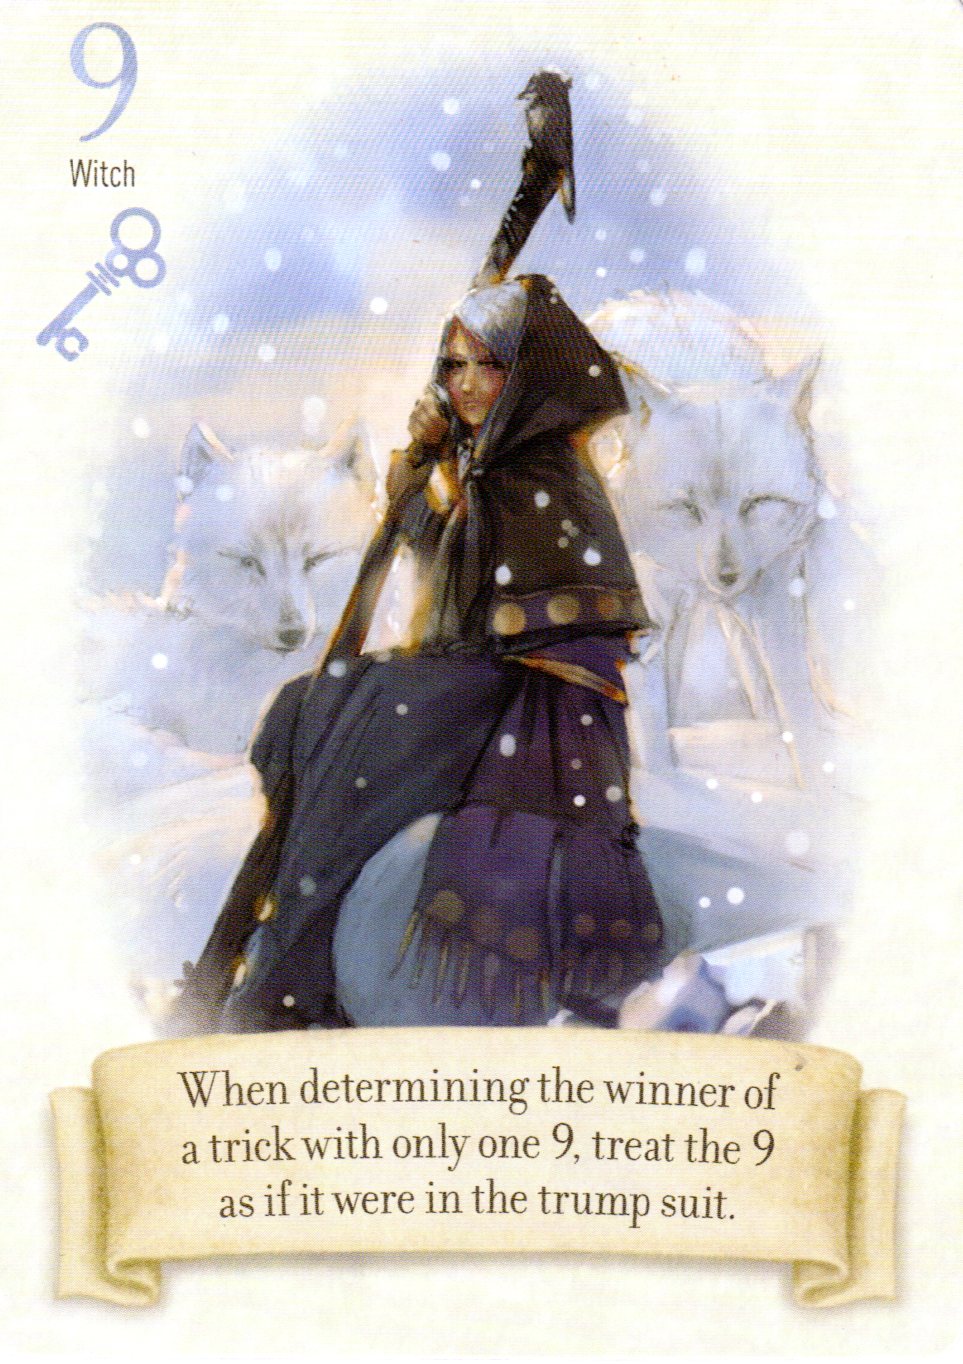 9
Witch
When determining the winner of
a trick with only one 9, treat the 9
as if it were in the trump suit.